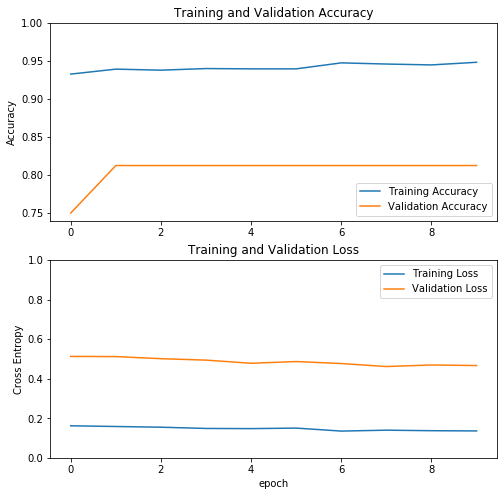 Training and Validation Accuracy
1.00
0.95
0.90
0.85
0.80
0.75
Accuracy
Training Accuracy
Validation Accuracy
0 2 4 6 8
Training and Validation Loss
1.0
0.8
0.6
0.4
0.2
0.0
Cross Entropy
Training Loss
Validation Loss
0 2 4 6 8
epoch